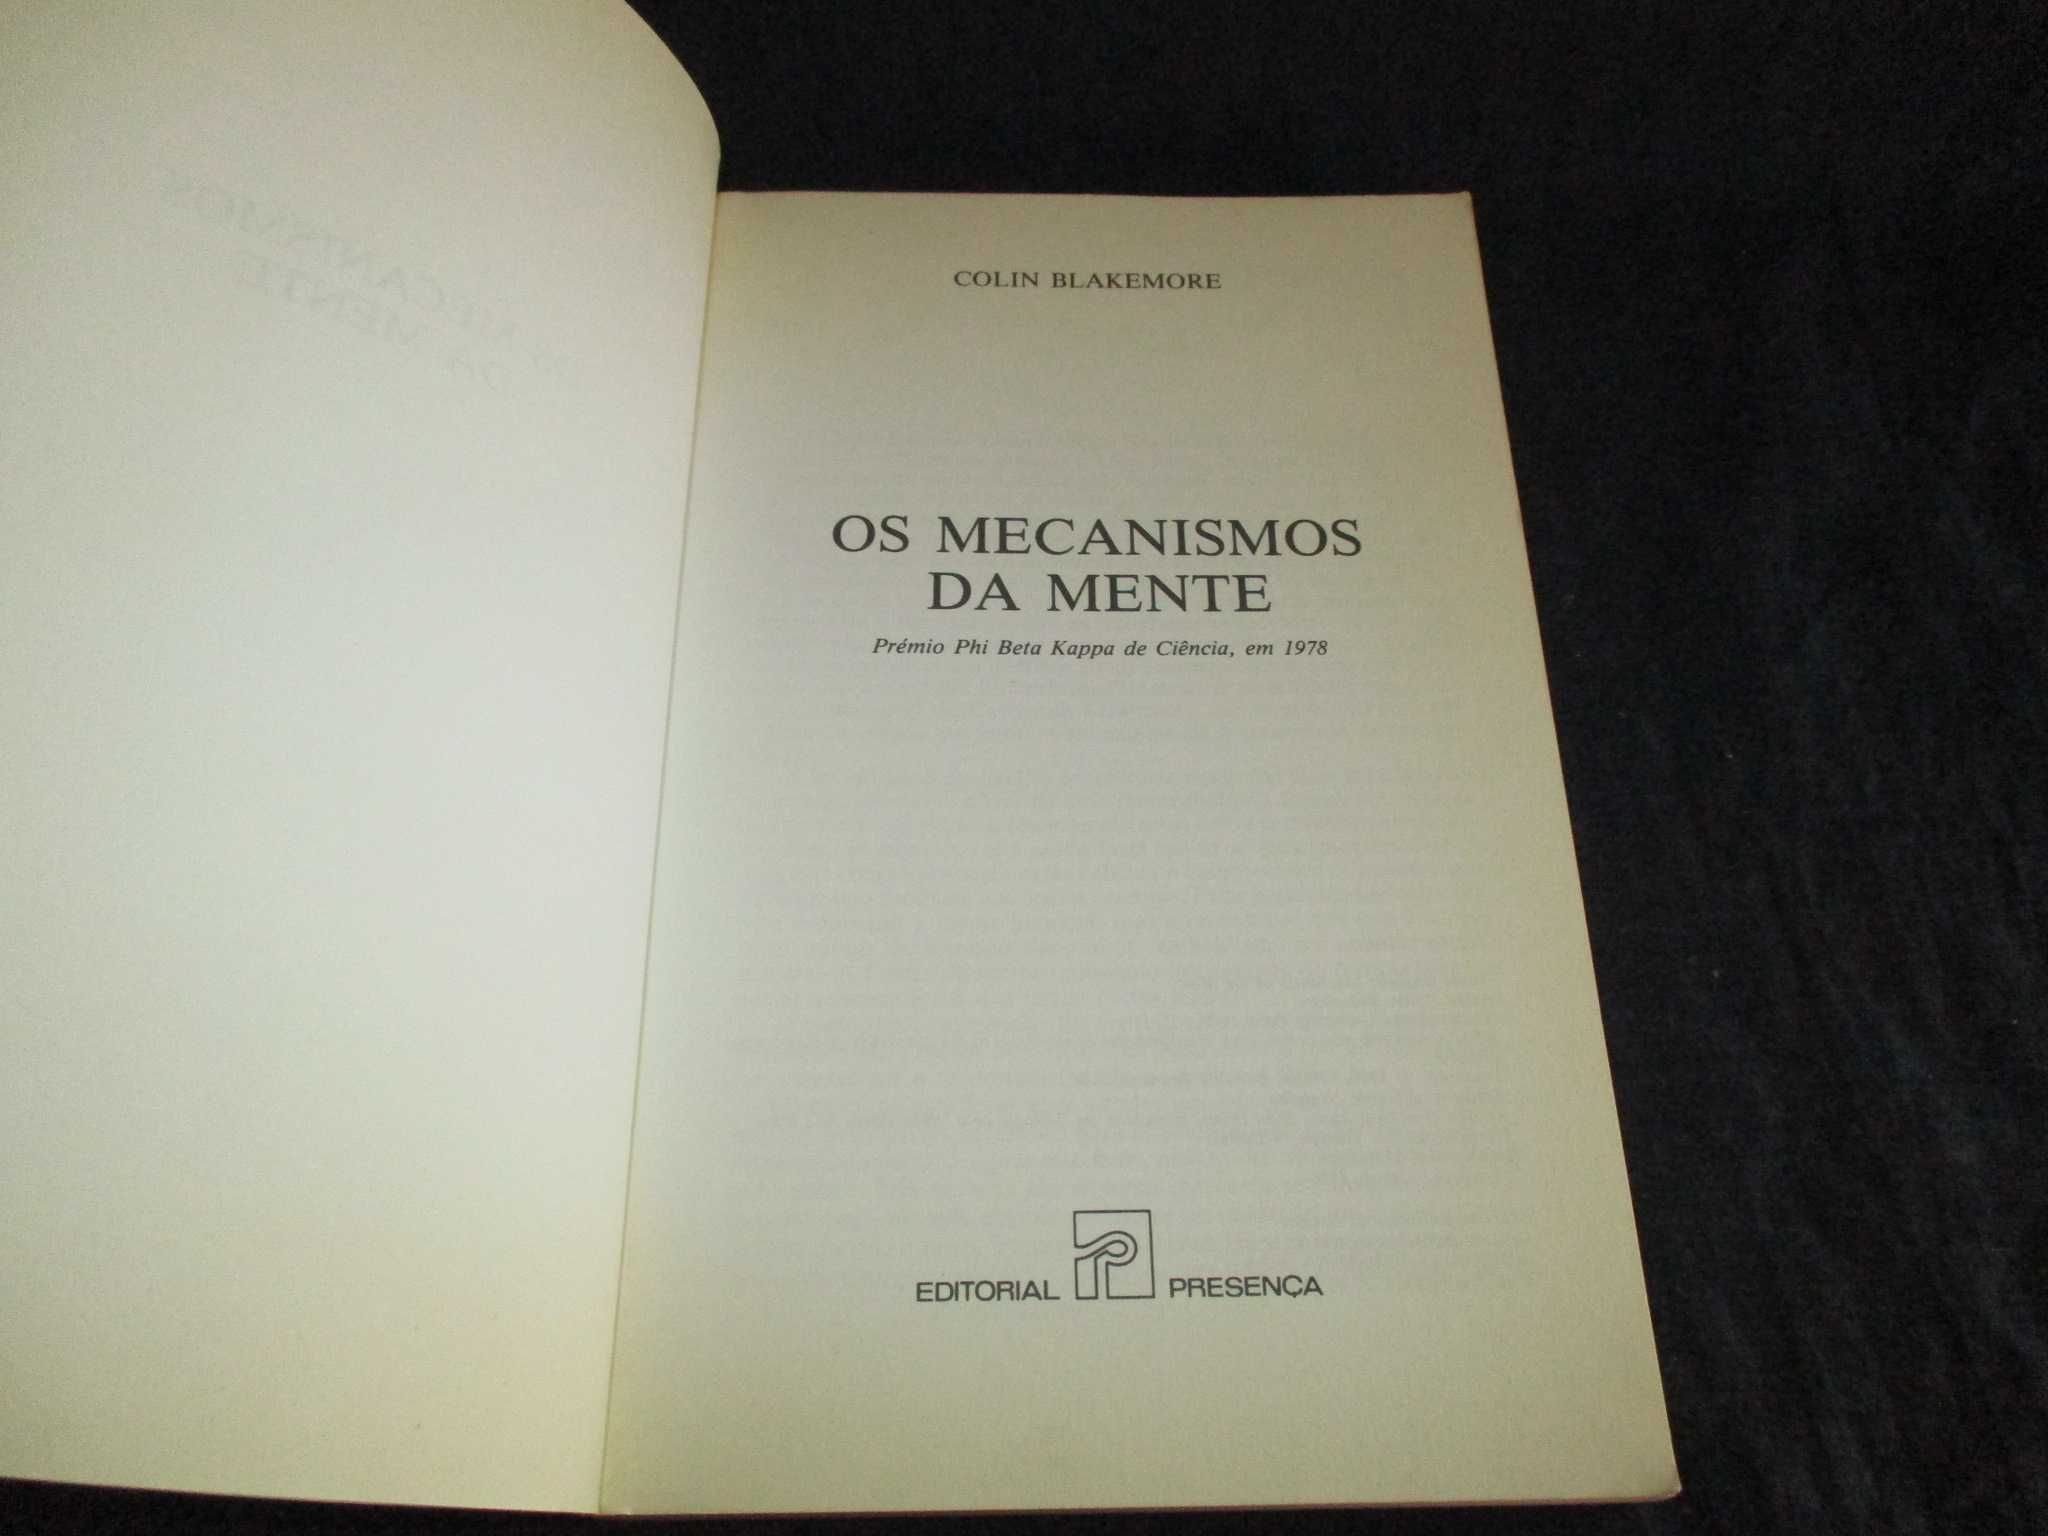 COLIN BLAKEMORE
OS MECANISMOS
DA MENTE
Prémio Phi Beta Kappa de Ciência, em 1978
EDITORIAL PRESENÇA